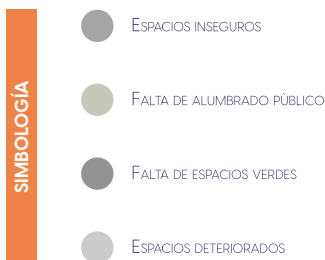 SIMBOLOGÍA
ESPACIOS INSEGUROS
FALTA DE ALUMBRADO PÙBLICO
FALTA DE ESPACIOS VERDES
ESPACIOS DETERIORADOS